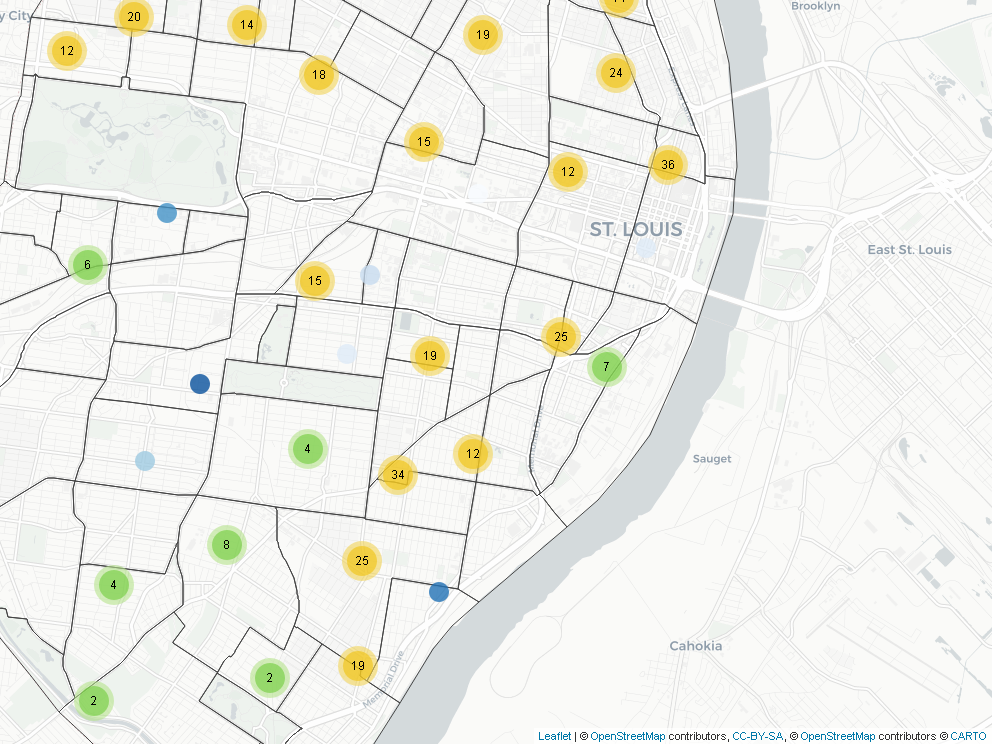 Brooklyn
y City
20
14
19
12
18
24
15
12
36
ST. LOUIS
East St. Louis
6
15
25
19
7
4
12
34
Memorial Drive
Sauget
8
25
4
Cahokia
19
2
Memorial Drive
2
Leaflet | © OpenStreetMap contributors, CC-BY-SA, © OpenStreetMap contributors © CARTO